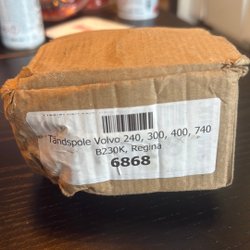 Tändspole Volvo 240, 300, 400, 740
B230K, Regina
6868